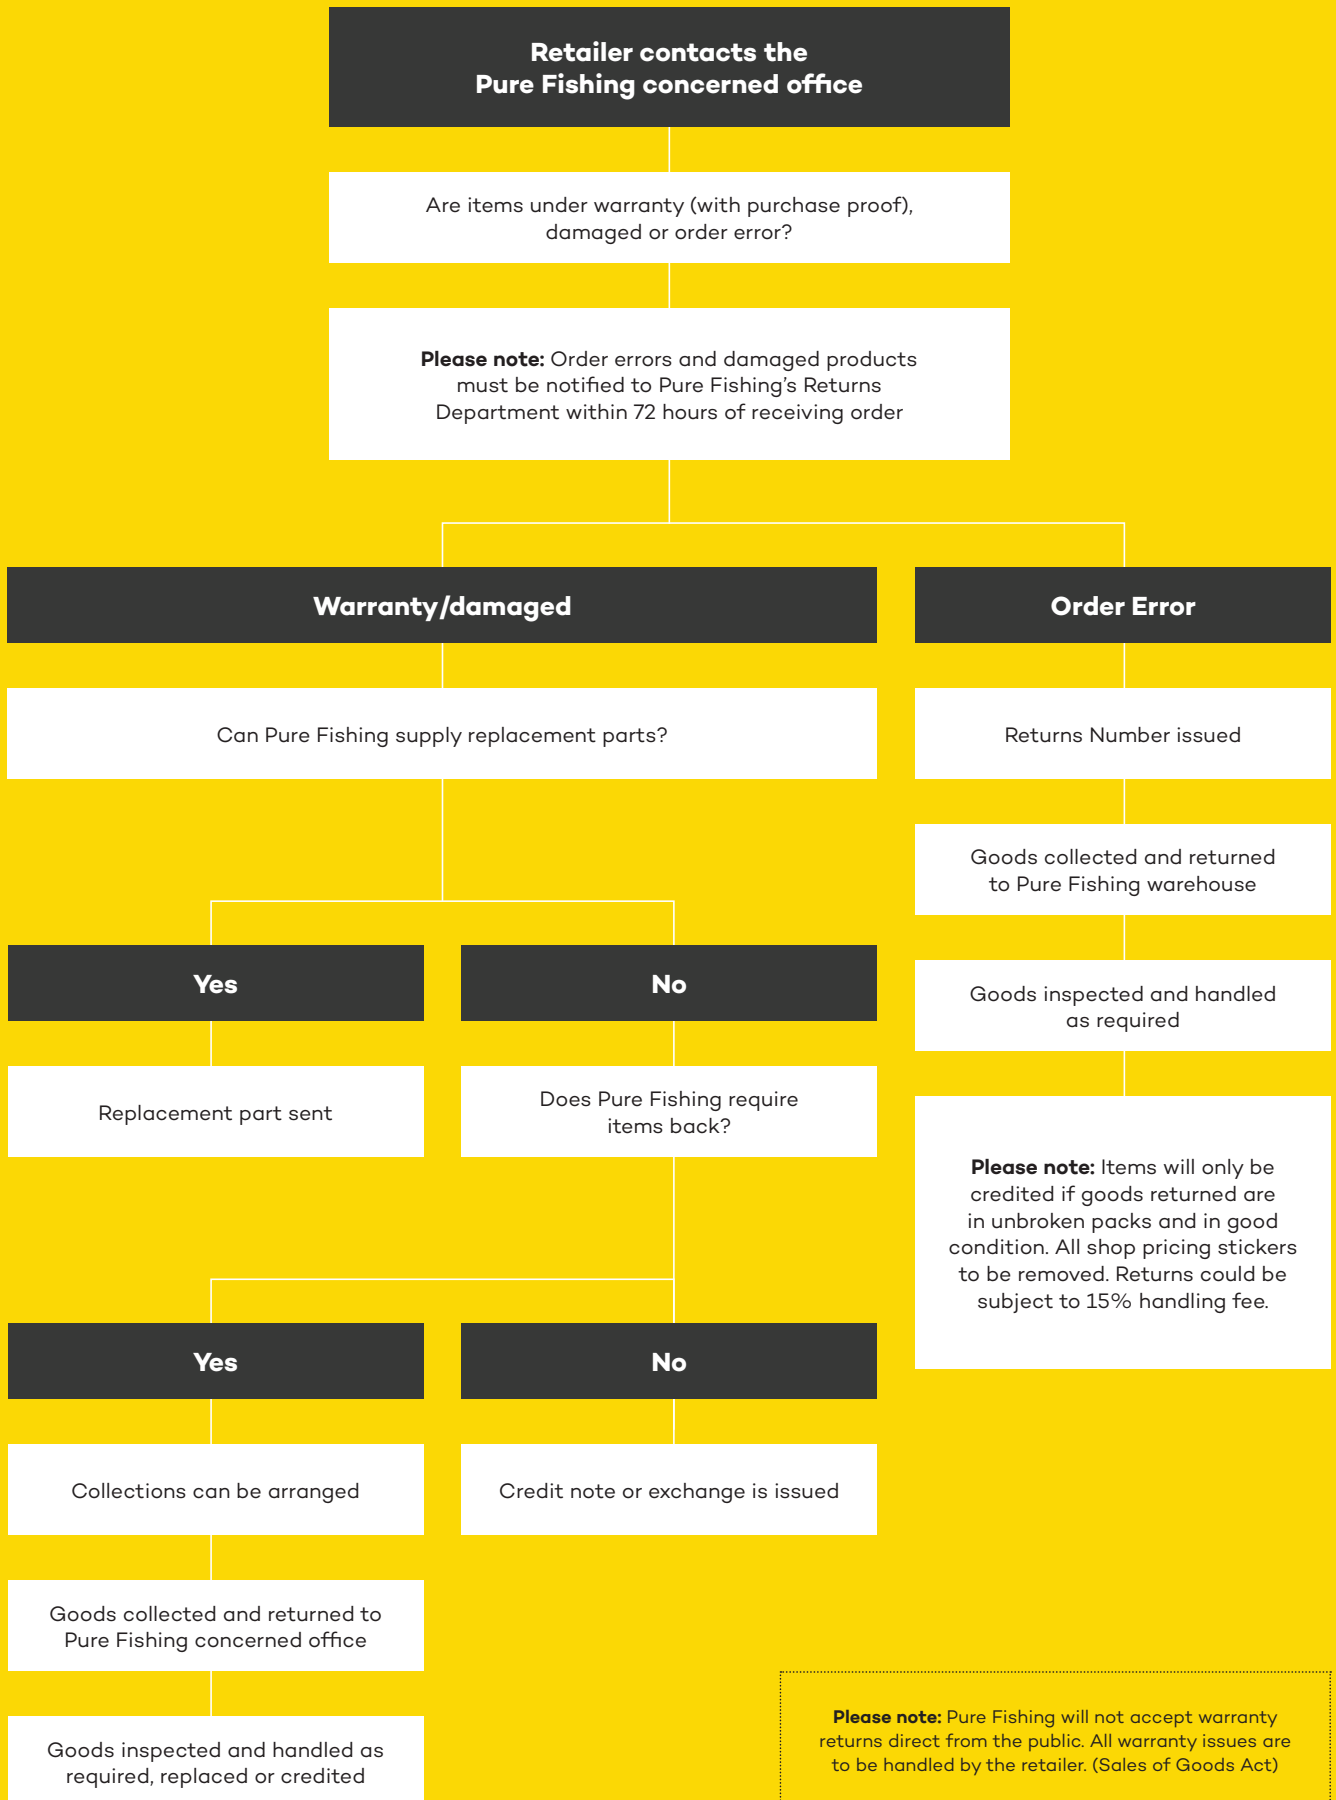 Retailer contacts the
Pure Fishing concerned office
Are items under warranty (with purchase proof),
damaged or order error?
Please note: Order errors and damaged products
must be notified to Pure Fishing’s Returns
Department within 72 hours of receiving order
Warranty/damaged
Can Pure Fishing supply replacement parts?
Yes
Replacement part sent
No
Does Pure Fishing require
items back?
Yes
Collections can be arranged
Goods collected and returned to
Pure Fishing concerned office
Goods inspected and handled as
required, replaced or credited
No
Credit note or exchange is issued
Order Error
Returns Number issued
Goods collected and returned
to Pure Fishing warehouse
Goods inspected and handled
as required
Please note: Items will only be
credited if goods returned are
in unbroken packs and in good
condition. All shop pricing stickers
to be removed. Returns could be
subject to 15% handling fee.
Please note: Pure Fishing will not accept warranty
returns direct from the public. All warranty issues are
to be handled by the retailer. (Sales of Goods Act)